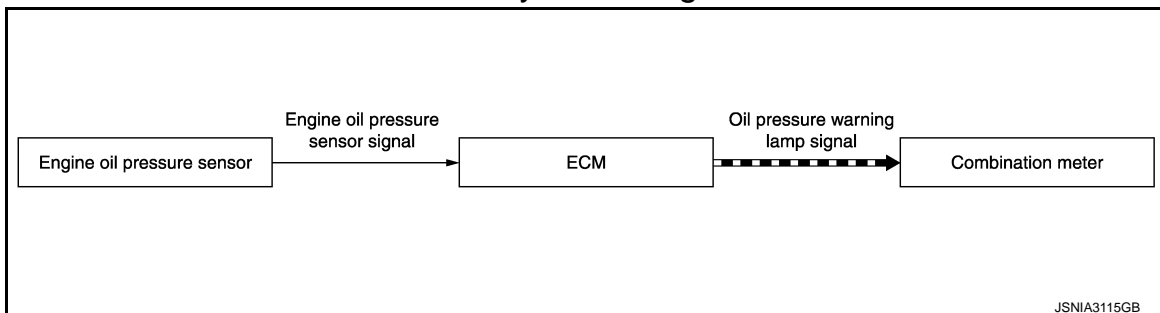 Engine oil pressure
sensor signal
Oil pressure warning
lamp signal
Engine oil pressure sensor
ECM
Combination meter
JSNIA3115GB